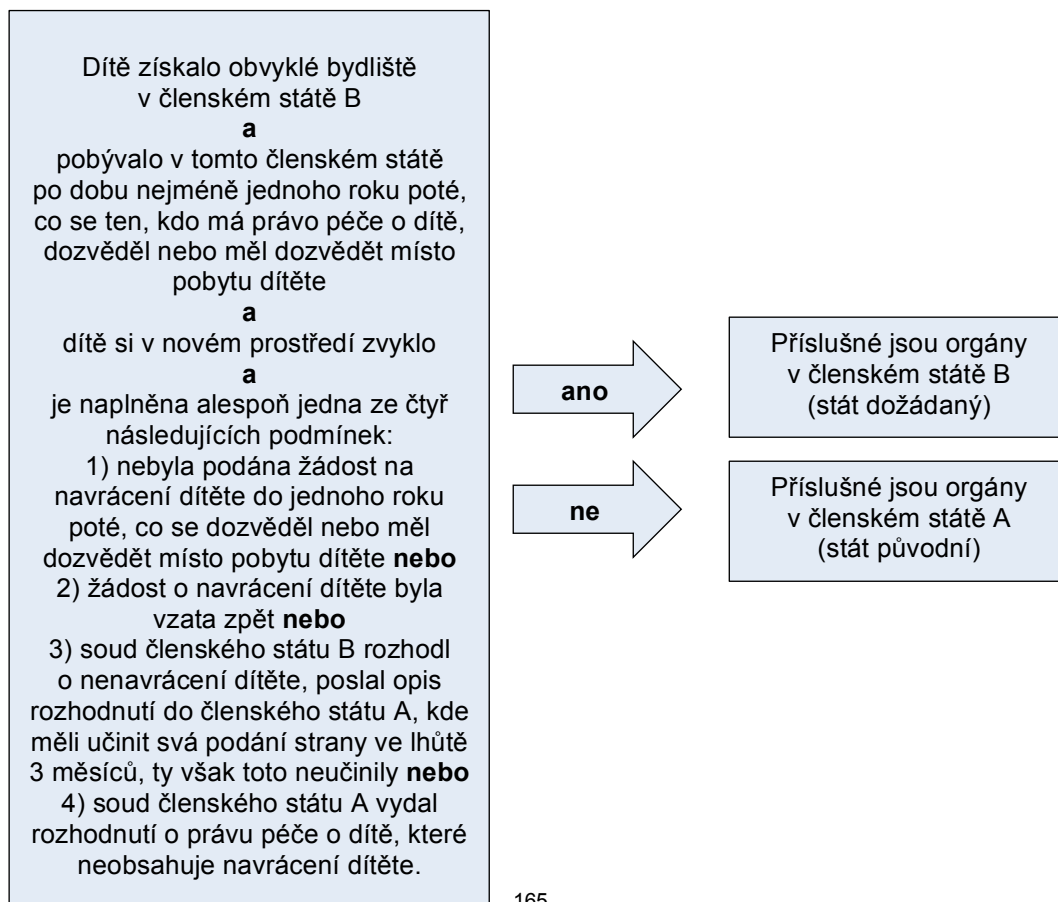 Dítě získalo obvyklé bydliště
v členském státě B
a
pobývalo v tomto členském státě
po dobu nejméně jednoho roku poté,
co se ten, kdo má právo péče o dítě,
dozvěděl nebo měl dozvědět místo
pobytu dítěte
a
dítě si v novém prostředí zvyklo
a
je naplněna alespoň jedna ze čtyř
následujících podmínek:
1) nebyla podána žádost na
navrácení dítěte do jednoho roku
poté, co se dozvěděl nebo měl
dozvědět místo pobytu dítěte nebo
2) žádost o navrácení dítěte byla
vzata zpět nebo
3) soud členského státu B rozhodl
o nenavrácení dítěte, poslal opis
rozhodnutí do členského státu A, kde
měli učinit svá podání strany ve lhůtě
3 měsíců, ty však toto neučinily nebo
4) soud členského státu A vydal
rozhodnutí o právu péče o dítě, které
neobsahuje navrácení dítěte.
ano
Příslušné jsou orgány
v členském státě B
(stát dožádaný)
ne
Příslušné jsou orgány
v členském státě A
(stát původní)
165